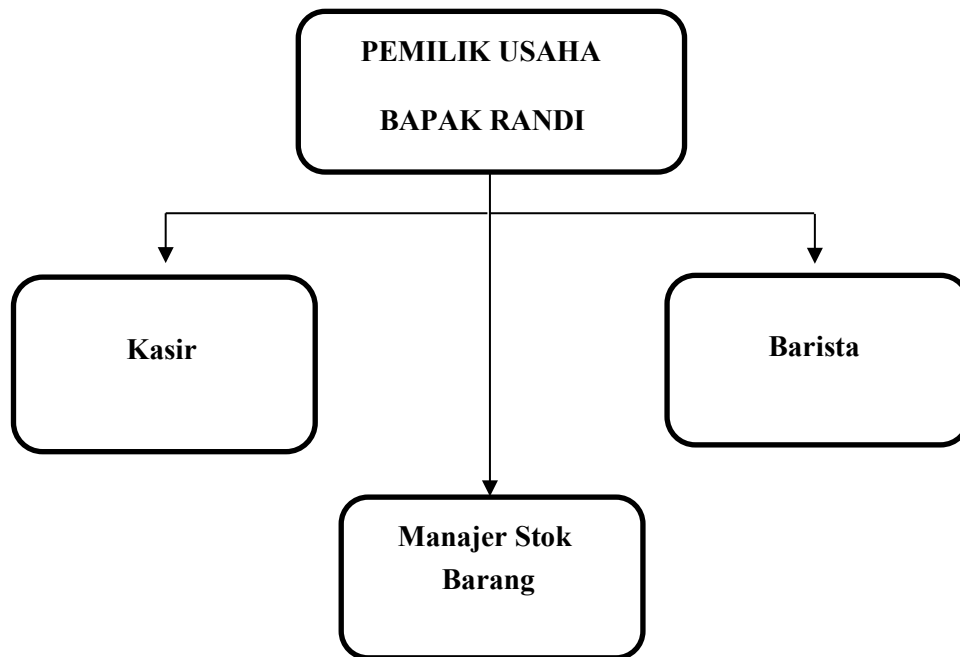 PEMILIK USAHA
BAPAK RANDI
Kasir
Barista
Manajer Stok
Barang